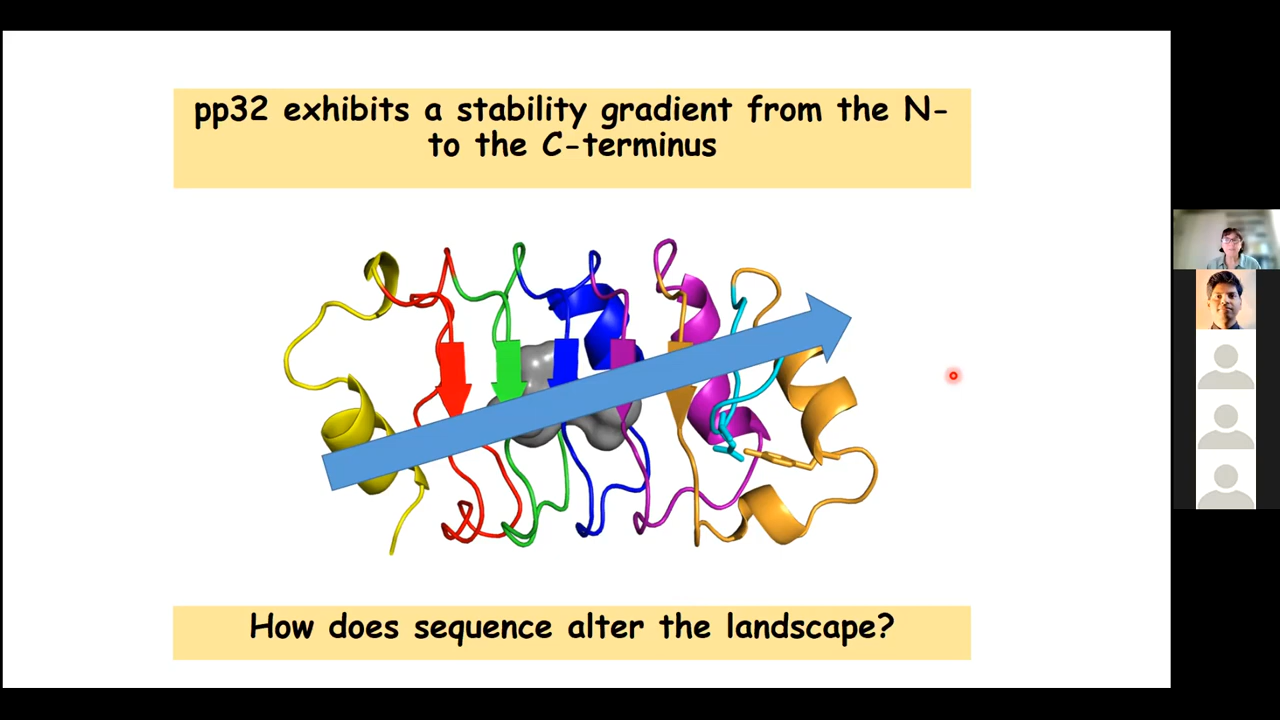 pp32 exhibits a stability gradient from the N-
to the C-terminus
How does sequence alter the landscape?